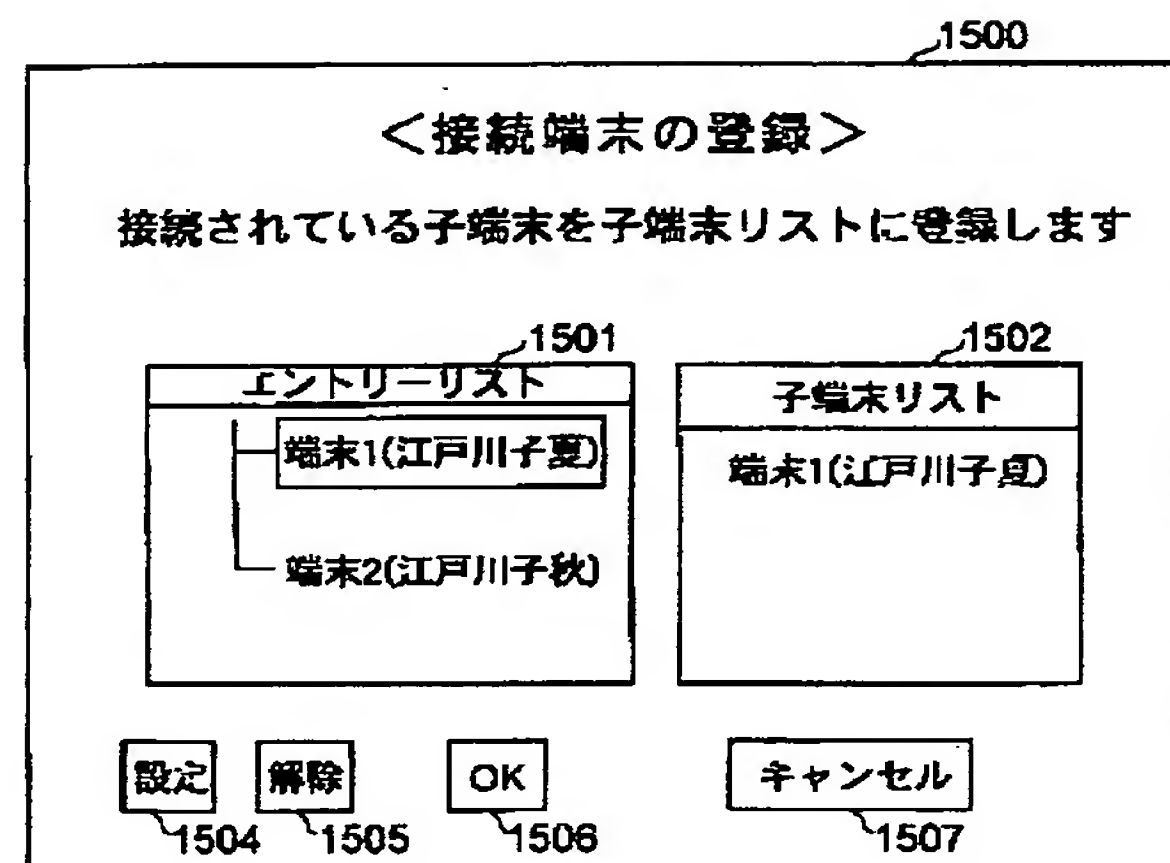 1500
<接続端末の登録>
接続されている子端末を子端末リストに登録します
1501
1502
エントリーリスト
子端末リスト
端末1(江戸川子夏)
端末1(江戸川子夏)
端末2(江戸川子秋)
設定
解除
OK
キャンセル
1504
1505
1506
1507